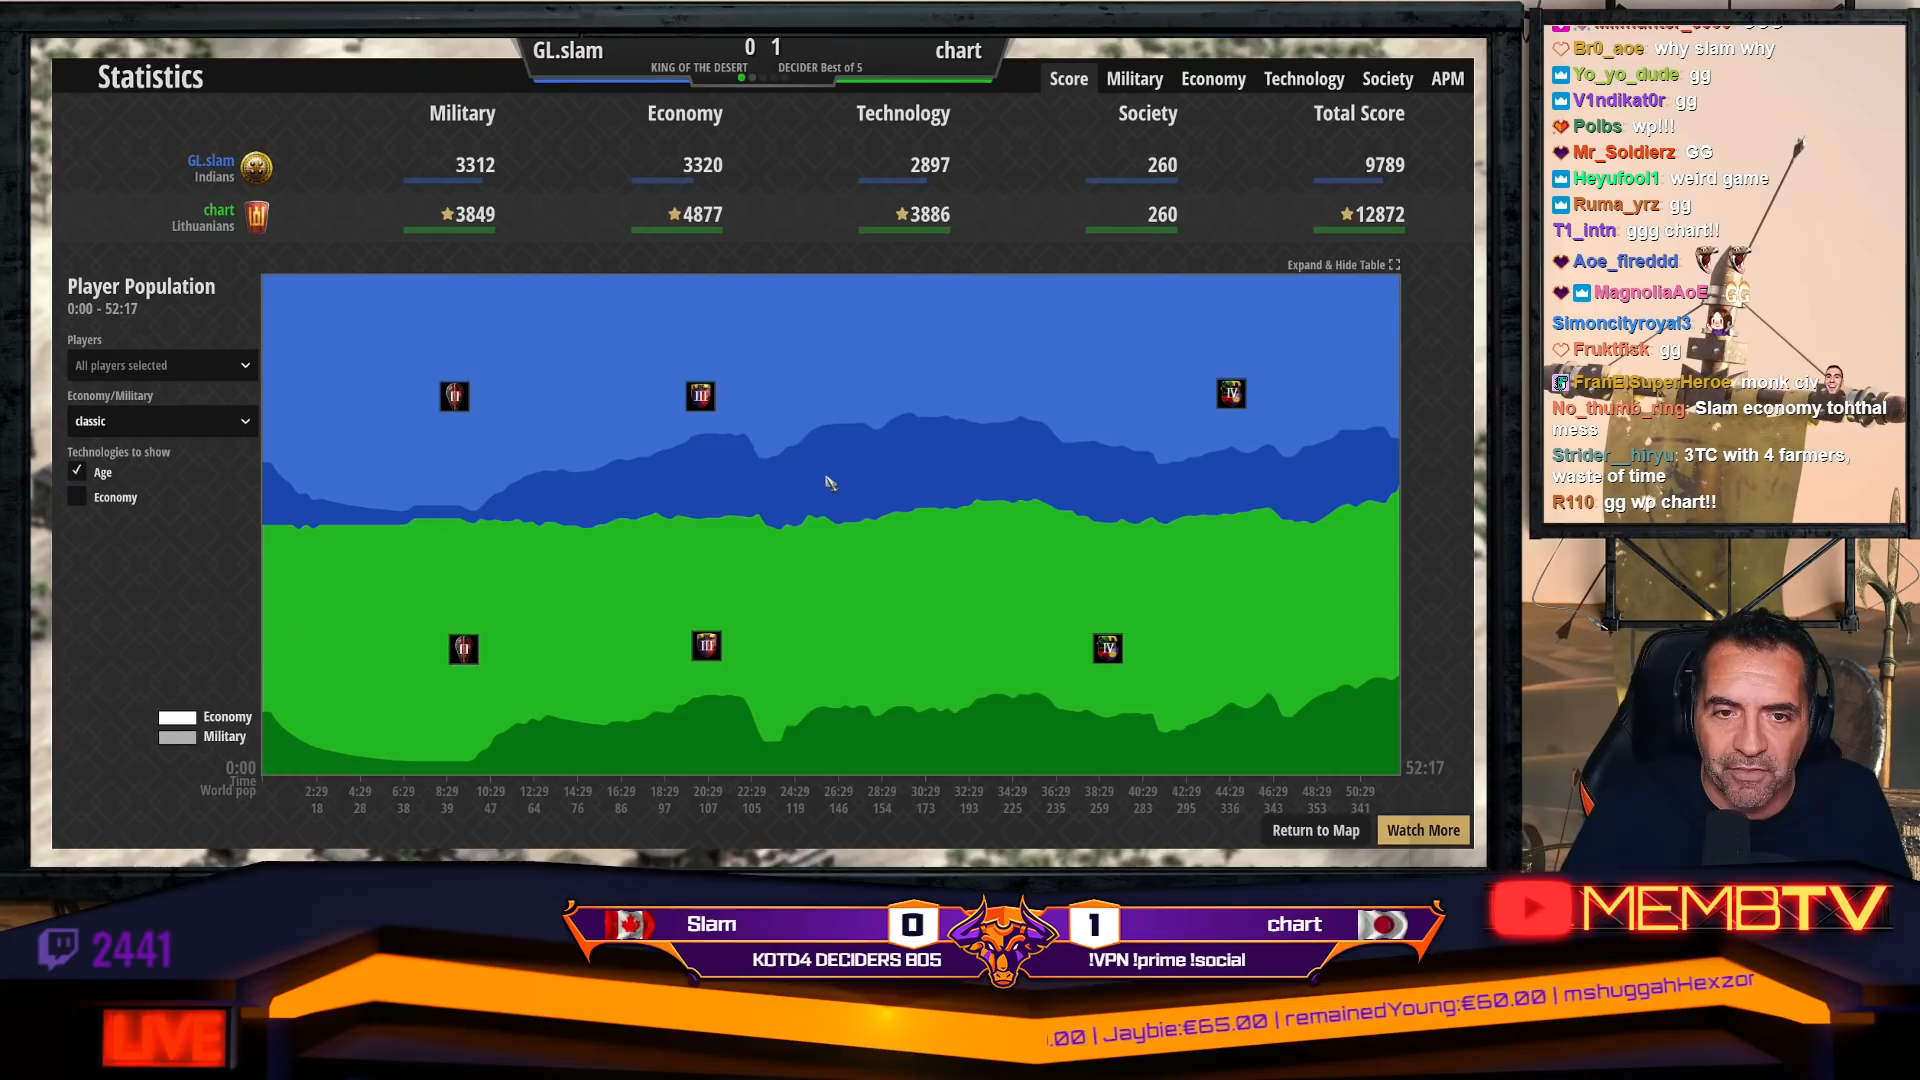 GL.slam
0 1
chart
KING OF THE DESERT
DECIDER Best of 5
Statistics
Score
Military
Economy
Technology
Society
APM
Military
Economy
Technology
Society
Total Score
GL.slam
Indians
3312
3320
2897
260
9789
chart
Lithuanians
3849
4877
3886
260
12872
Expand & Hide Table
Player Population
0:00 - 52:17
Players
All players selected
Economy/Military
classic
Technologies to show
Age
Economy
II
III
IV
II
III
IV
Economy
Military
0:00
52:17
Time
World pop
2:29 4:29 6:29 8:29 10:29 12:29 14:29 16:29 18:29 20:29 22:29 24:29 26:29 28:29 30:29 32:29 34:29 36:29 38:29 40:29 42:29 44:29 46:29 48:29 50:29
18 28 38 39 47 64 76 86 97 107 105 119 146 154 173 193 225 235 259 283 295 336 343 353 341
Return to Map
Watch More
Br0_aoe why slam why
Yo_yo_dude: gg
V1ndikat0r gg
Polbs: wp!!!
Mr_Soldierz GG
Heyufool1 weird game
Ruma_yrz gg
T1_intn: ggg chart!!
Aoe_fireddd
MagnoliaAoE
GG
Simoncityroyal3
Fruktfisk gg
FranElSuperHeroe monk civ
No_thumb_ring: Slam economy tohthal
mess
Strider__hiryu: 3TC with 4 farmers,
waste of time
R110: gg wp chart!!
MEMBTV
Slam
0
1
chart
KOTD4 DECIDERS BO5
!VPN !prime !social
2441
LIVE
.00 | Jaybie:€65.00 | remainedYoung:€60.00 | mshuggahHexzor